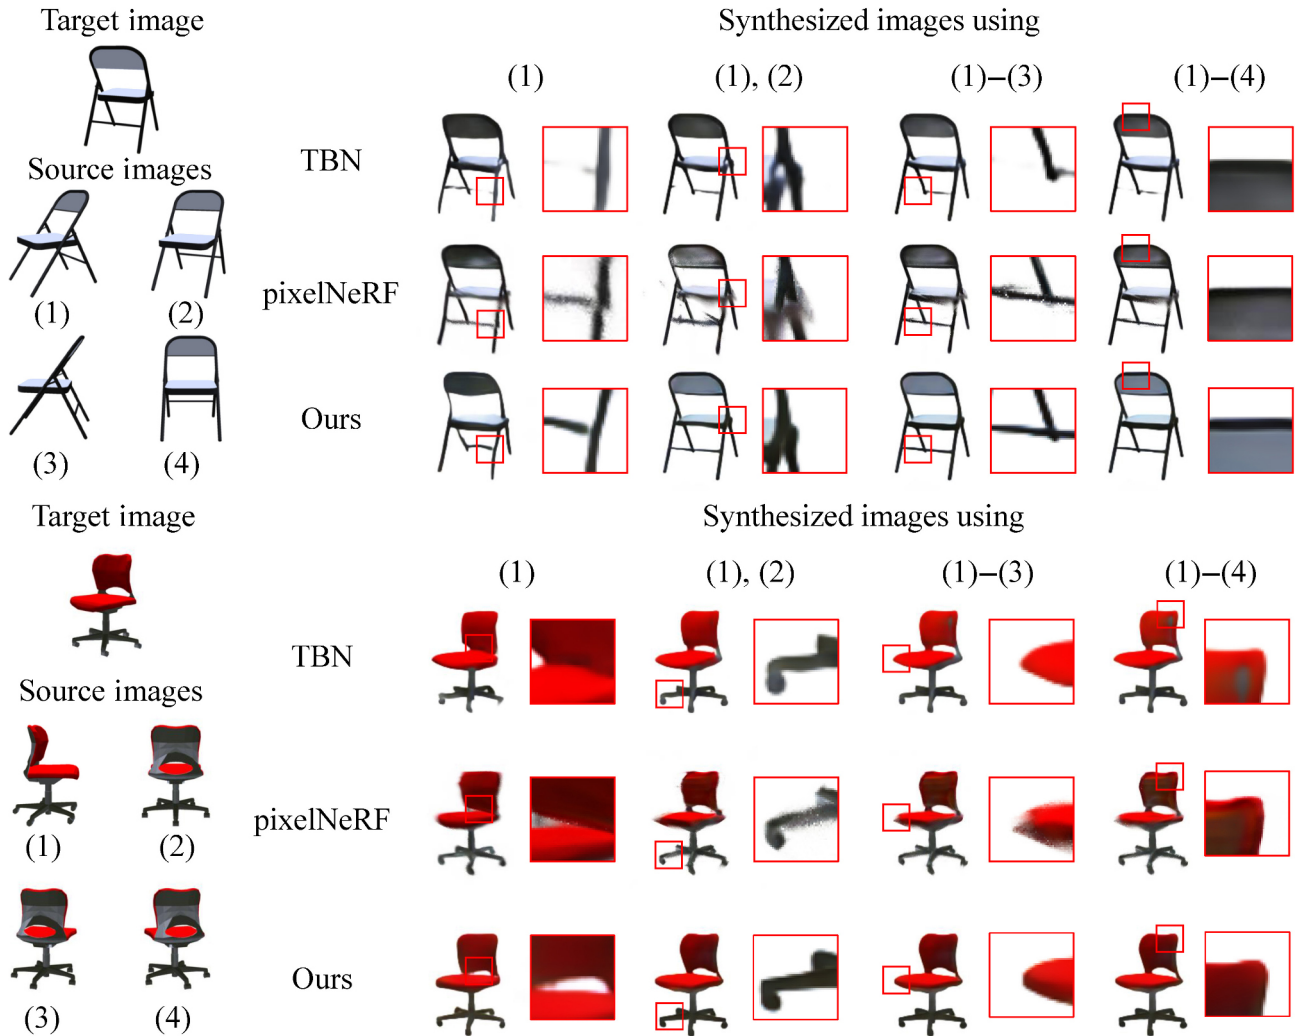 Target image
Synthesized images using
(1)
(1), (2)
(1)–(3)
(1)–(4)
TBN
Source images
(1)
(2)
pixelNeRF
(3)
(4)
Ours
Target image
Synthesized images using
(1)
(1), (2)
(1)–(3)
(1)–(4)
TBN
Source images
(1)
(2)
pixelNeRF
(3)
(4)
Ours